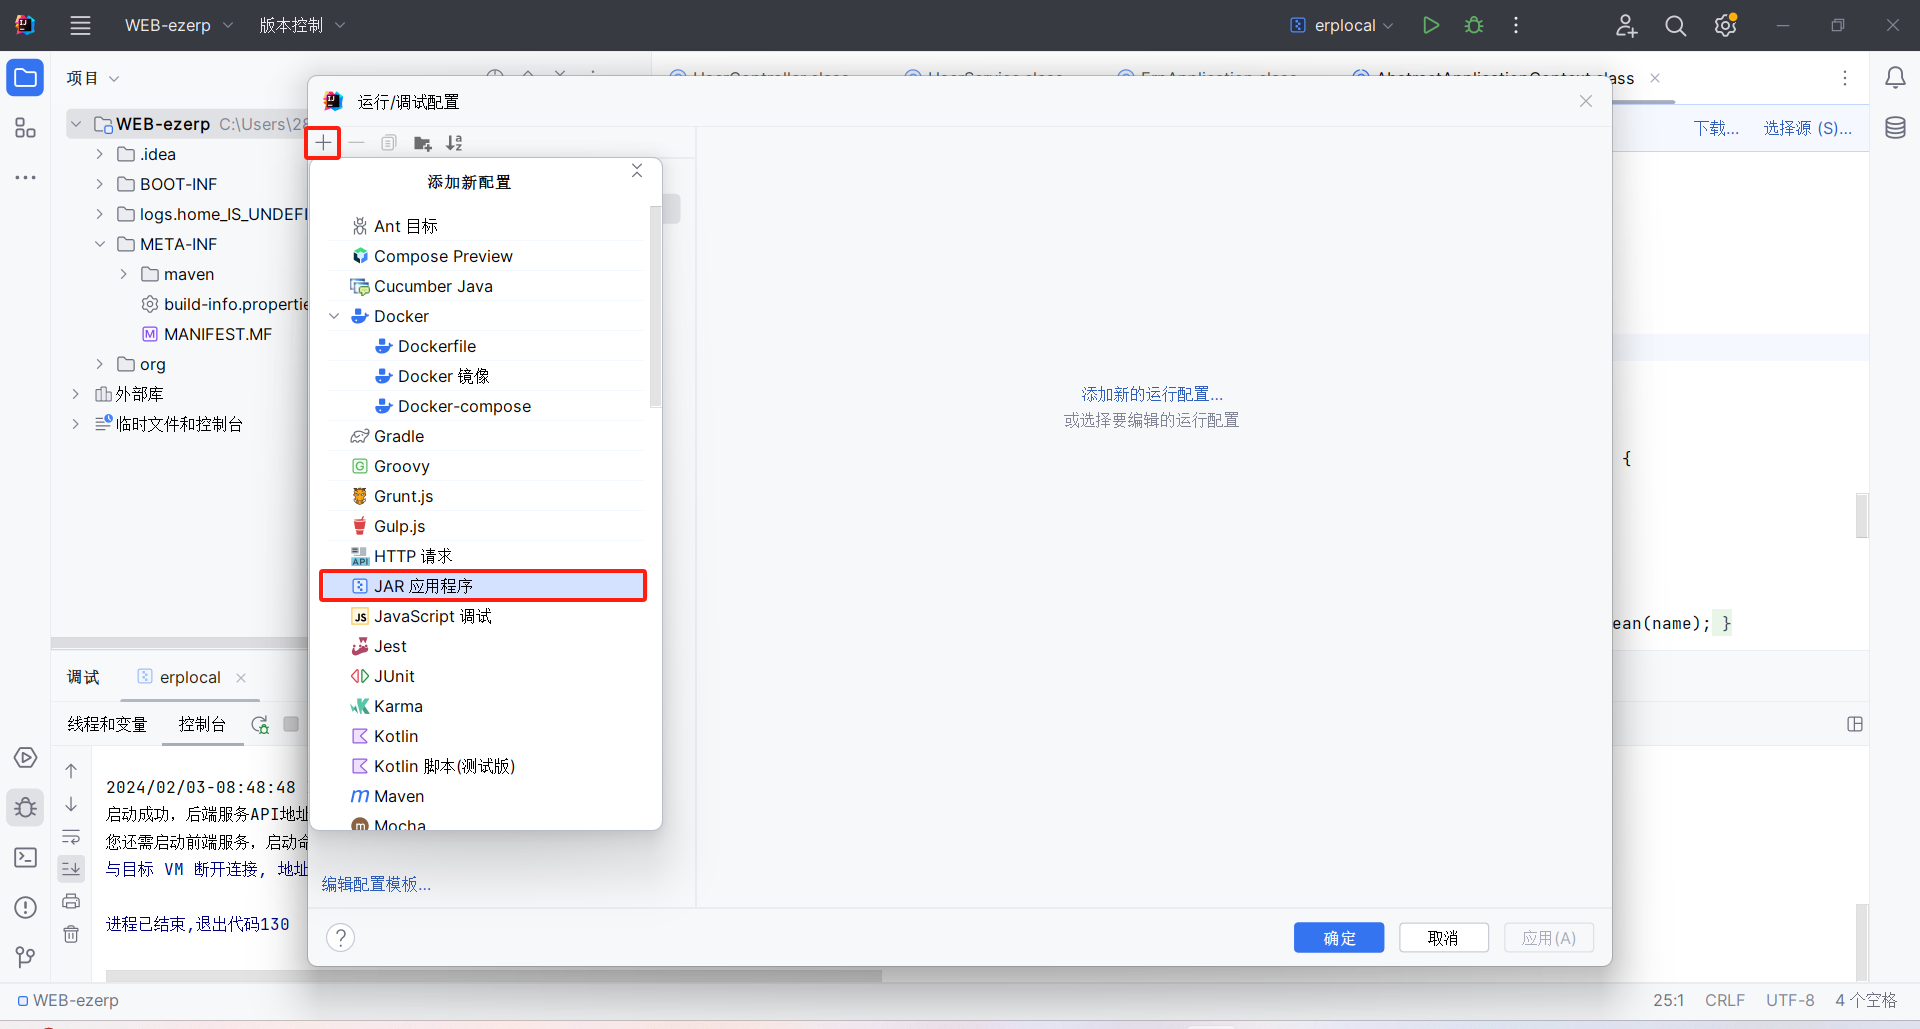 WEB-ezerp
版本控制
erplocal
项目
ass
WEB-ezerp C:\Users\28
.idea
BOOT-INF
logs.home_IS_UNDEFI
META-INF
maven
build-info.propertie
MANIFEST.MF
org
外部库
临时文件和控制台
运行/调试配置
添加新配置
Ant 目标
Compose Preview
Cucumber Java
Docker
Dockerfile
Docker 镜像
Docker-compose
Gradle
Groovy
Grunt.js
Gulp.js
HTTP 请求
JAR 应用程序
JavaScript 调试
Jest
JUnit
Karma
Kotlin
Kotlin 脚本(测试版)
Maven
Mocha
编辑配置模板...
添加新的运行配置...
或选择要编辑的运行配置
确定
取消
应用(A)
下载...
选择源 (S)...
{
ean(name); }
调试
erplocal
线程和变量
控制台
2024/02/03-08:48:48
启动成功，后端服务API地址
您还需启动前端服务，启动命
与目标 VM 断开连接, 地址
进程已结束,退出代码130
WEB-ezerp
25:1
CRLF
UTF-8
4 个空格